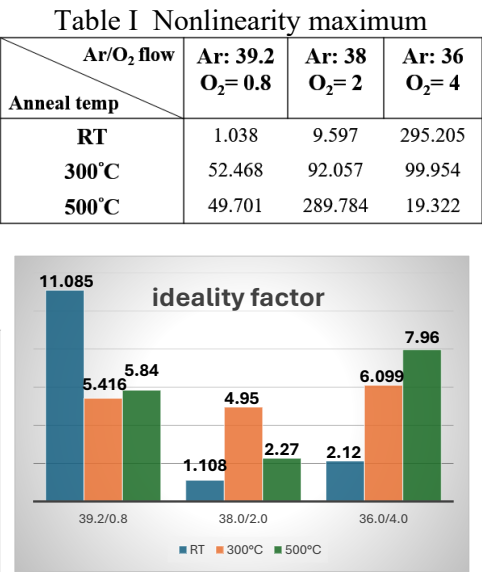 Table I Nonlinearity maximum
Ar/O₂ flow
Anneal temp
Ar: 39.2 Ar: 38 Ar: 36
O₂= 0.8 O₂= 2 O₂= 4
RT 1.038 9.597 295.205
300°C 52.468 92.057 99.954
500°C 49.701 289.784 19.322
ideality factor
11.085 5.416 5.84 1.108 4.95 2.27 2.12 6.099 7.96
39.2/0.8 38.0/2.0 36.0/4.0
RT 300°C 500°C